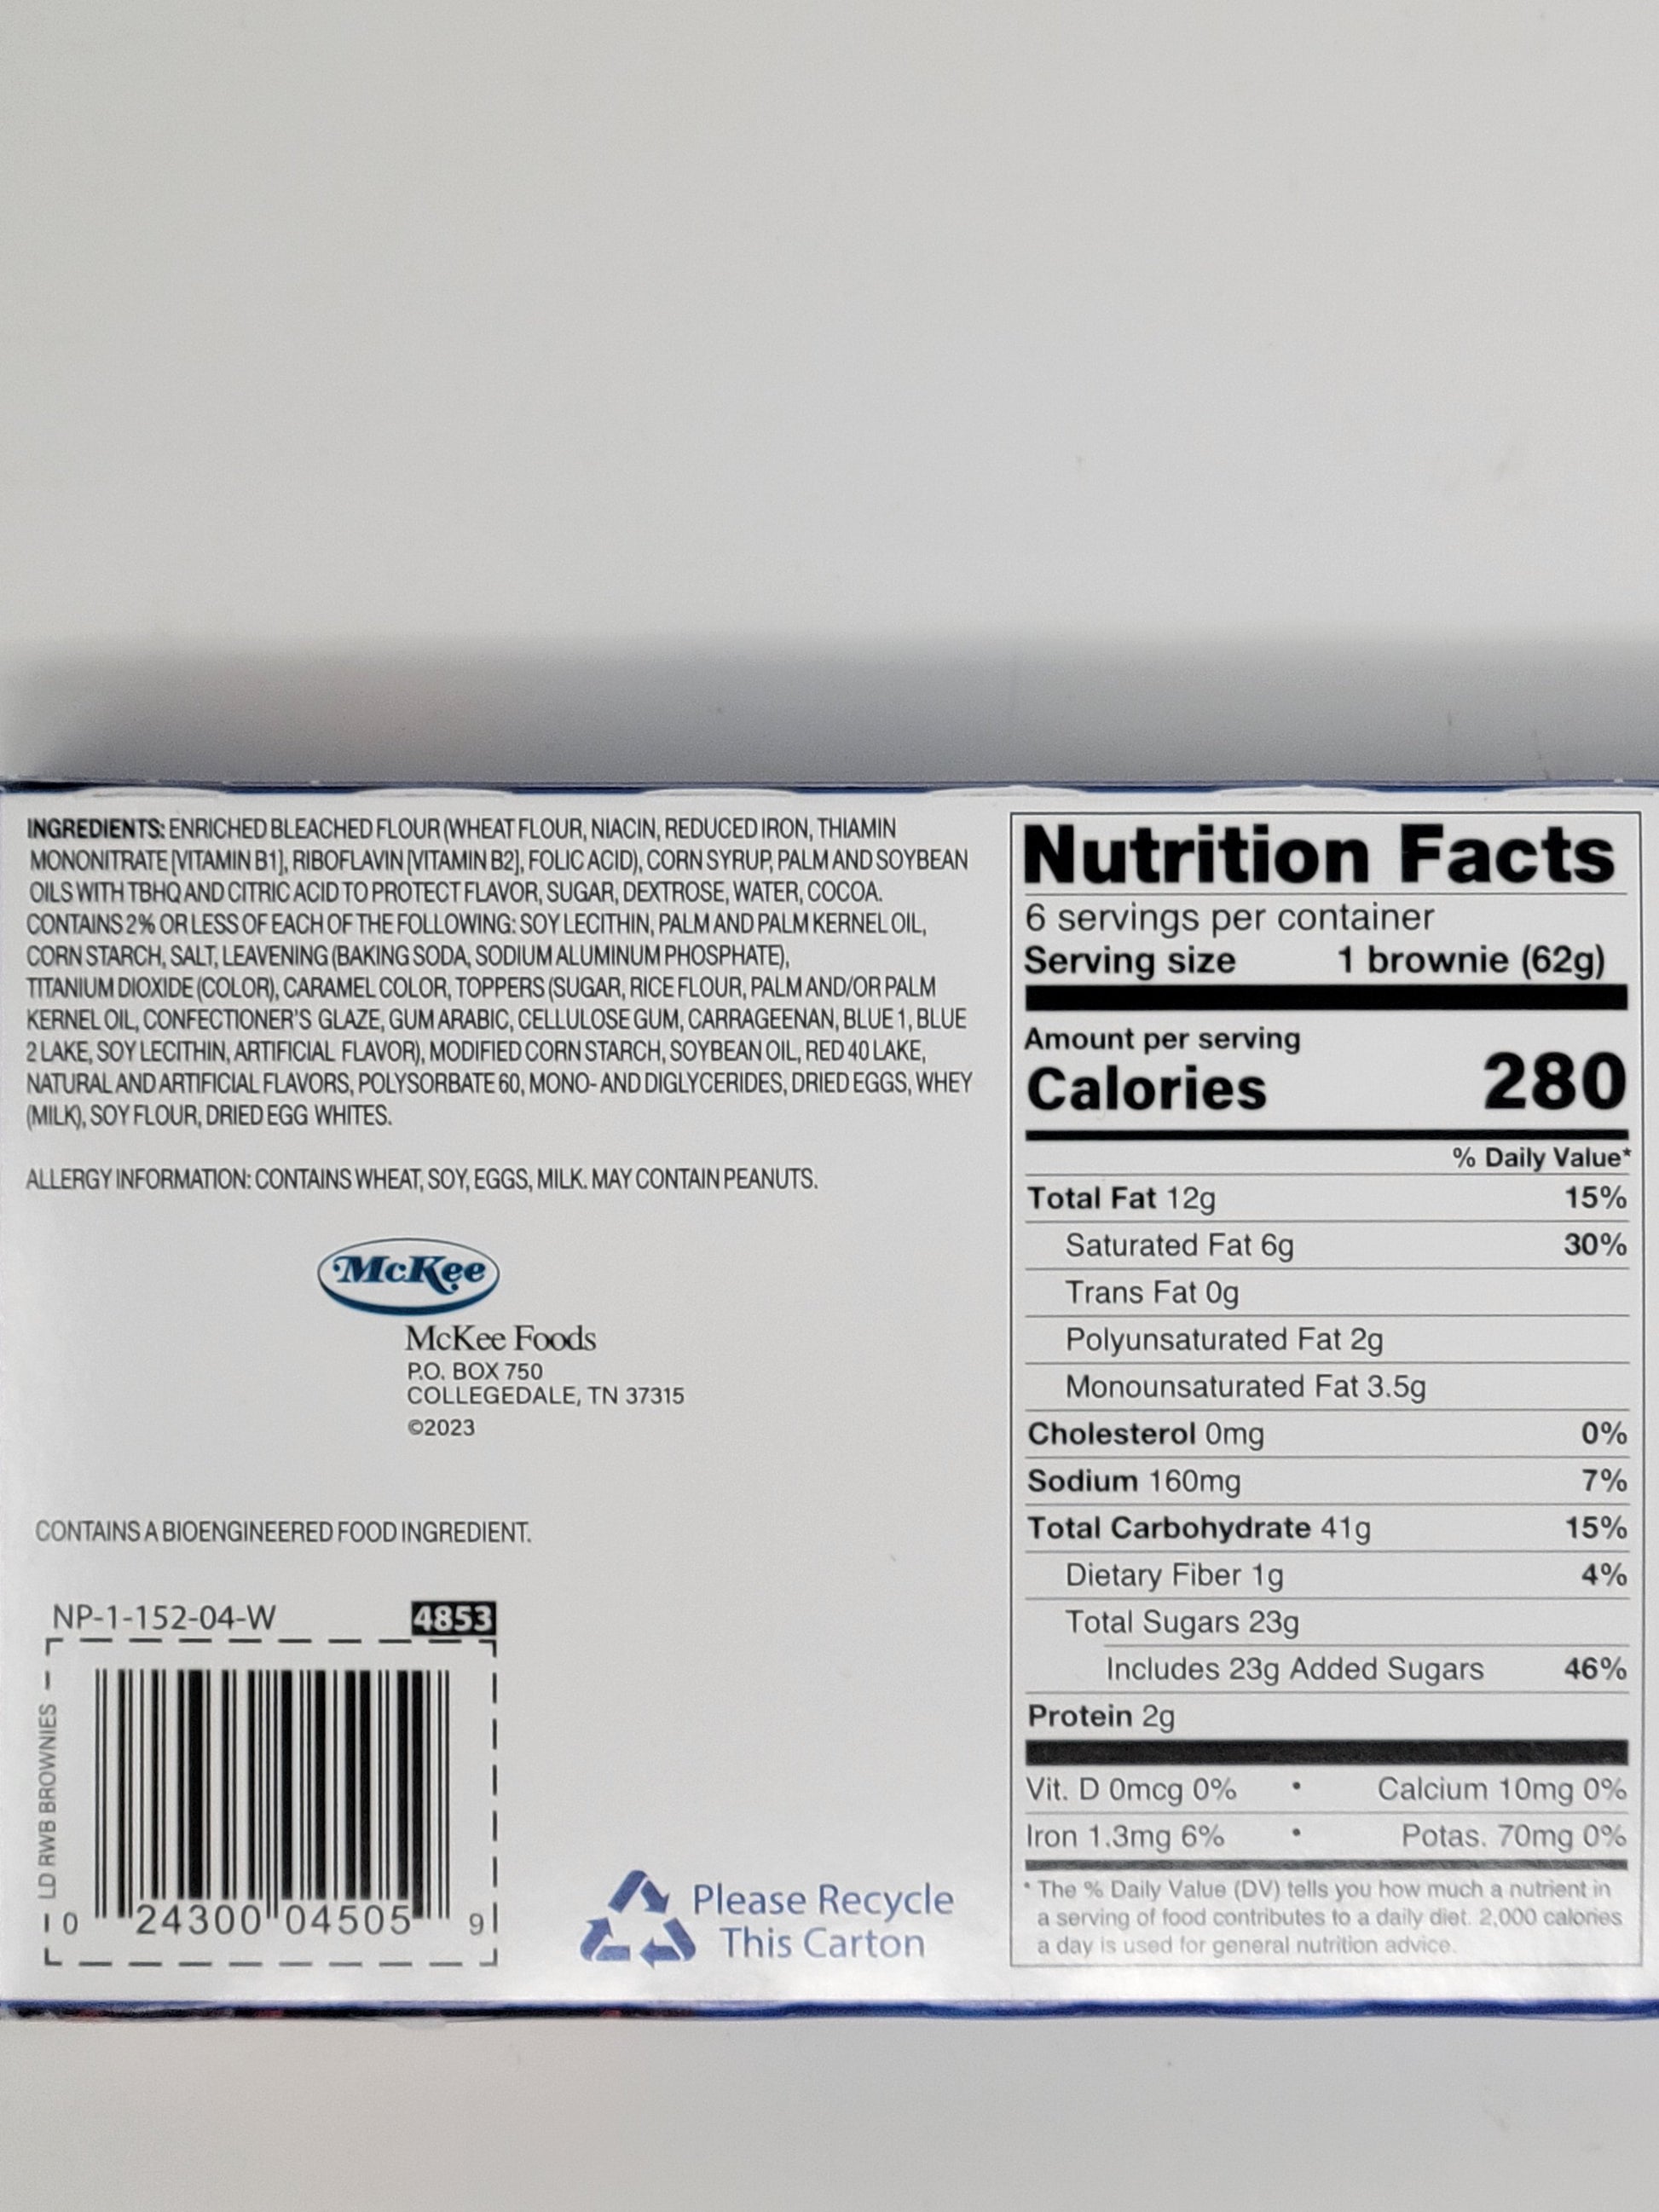 INGREDIENTS: ENRICHED BLEACHED FLOUR (WHEAT FLOUR, NIACIN, REDUCED IRON, THIAMIN
MONONITRATE [VITAMIN B1], RIBOFLAVIN [VITAMIN B2], FOLIC ACID), CORN SYRUP, PALM AND SOYBEAN
OILS WITH TBHQ AND CITRIC ACID TO PROTECT FLAVOR, SUGAR, DEXTROSE, WATER, COCOA.
CONTAINS 2% OR LESS OF EACH OF THE FOLLOWING: SOY LECITHIN, PALM AND PALM KERNEL OIL,
CORN STARCH, SALT, LEAVENING (BAKING SODA, SODIUM ALUMINUM PHOSPHATE),
TITANIUM DIOXIDE (COLOR), CARAMEL COLOR, TOPPERS (SUGAR, RICE FLOUR, PALM AND/OR PALM
KERNEL OIL, CONFECTIONER'S GLAZE, GUM ARABIC, CELLULOSE GUM, CARRAGEENAN, BLUE 1, BLUE
2 LAKE, SOY LECITHIN, ARTIFICIAL FLAVOR), MODIFIED CORN STARCH, SOYBEAN OIL, RED 40 LAKE,
NATURAL AND ARTIFICIAL FLAVORS, POLYSORBATE 60, MONO- AND DIGLYCERIDES, DRIED EGGS, WHEY
(MILK), SOY FLOUR, DRIED EGG WHITES.
ALLERGY INFORMATION: CONTAINS WHEAT, SOY, EGGS, MILK. MAY CONTAIN PEANUTS.
McKee
McKee Foods
P.O. BOX 750
COLLEGEDALE, TN 37315
©2023
CONTAINS A BIOENGINEERED FOOD INGREDIENT.
NP-1-152-04-W 4853
LD RWB BROWNIES
0 24300 04505 9
Please Recycle
This Carton
Nutrition Facts
6 servings per container
Serving size 1 brownie (62g)
Amount per serving
Calories 280
% Daily Value*
Total Fat 12g 15%
Saturated Fat 6g 30%
Trans Fat 0g
Polyunsaturated Fat 2g
Monounsaturated Fat 3.5g
Cholesterol 0mg 0%
Sodium 160mg 7%
Total Carbohydrate 41g 15%
Dietary Fiber 1g 4%
Total Sugars 23g
Includes 23g Added Sugars 46%
Protein 2g
Vit. D 0mcg 0% • Calcium 10mg 0%
Iron 1.3mg 6% • Potas. 70mg 0%
* The % Daily Value (DV) tells you how much a nutrient in
a serving of food contributes to a daily diet. 2,000 calories
a day is used for general nutrition advice.